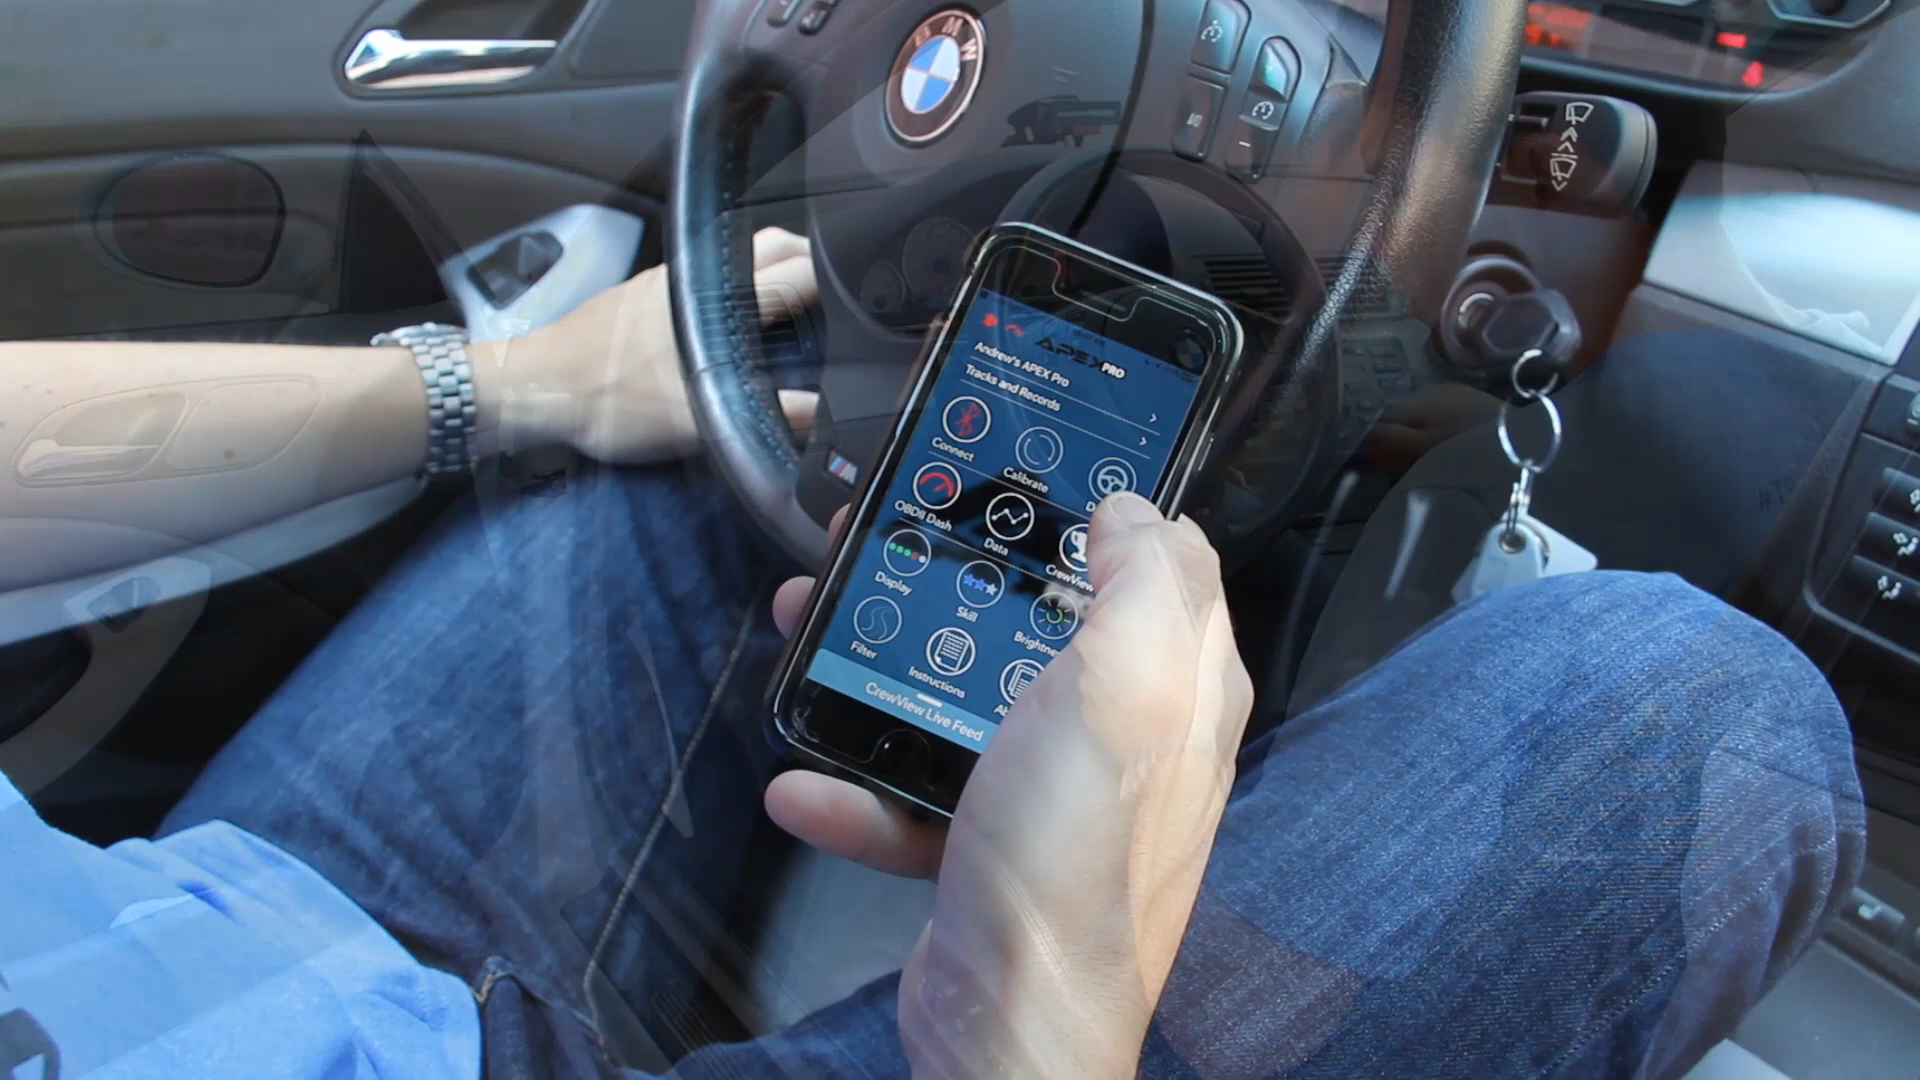 BMW
APEX PRO
Andrew's APEX Pro
Tracks and Records
Connect
Calibrate
OBDII Dash
Data
CrewView
Display
Skill
Filter
Instructions
CrewView Live Feed